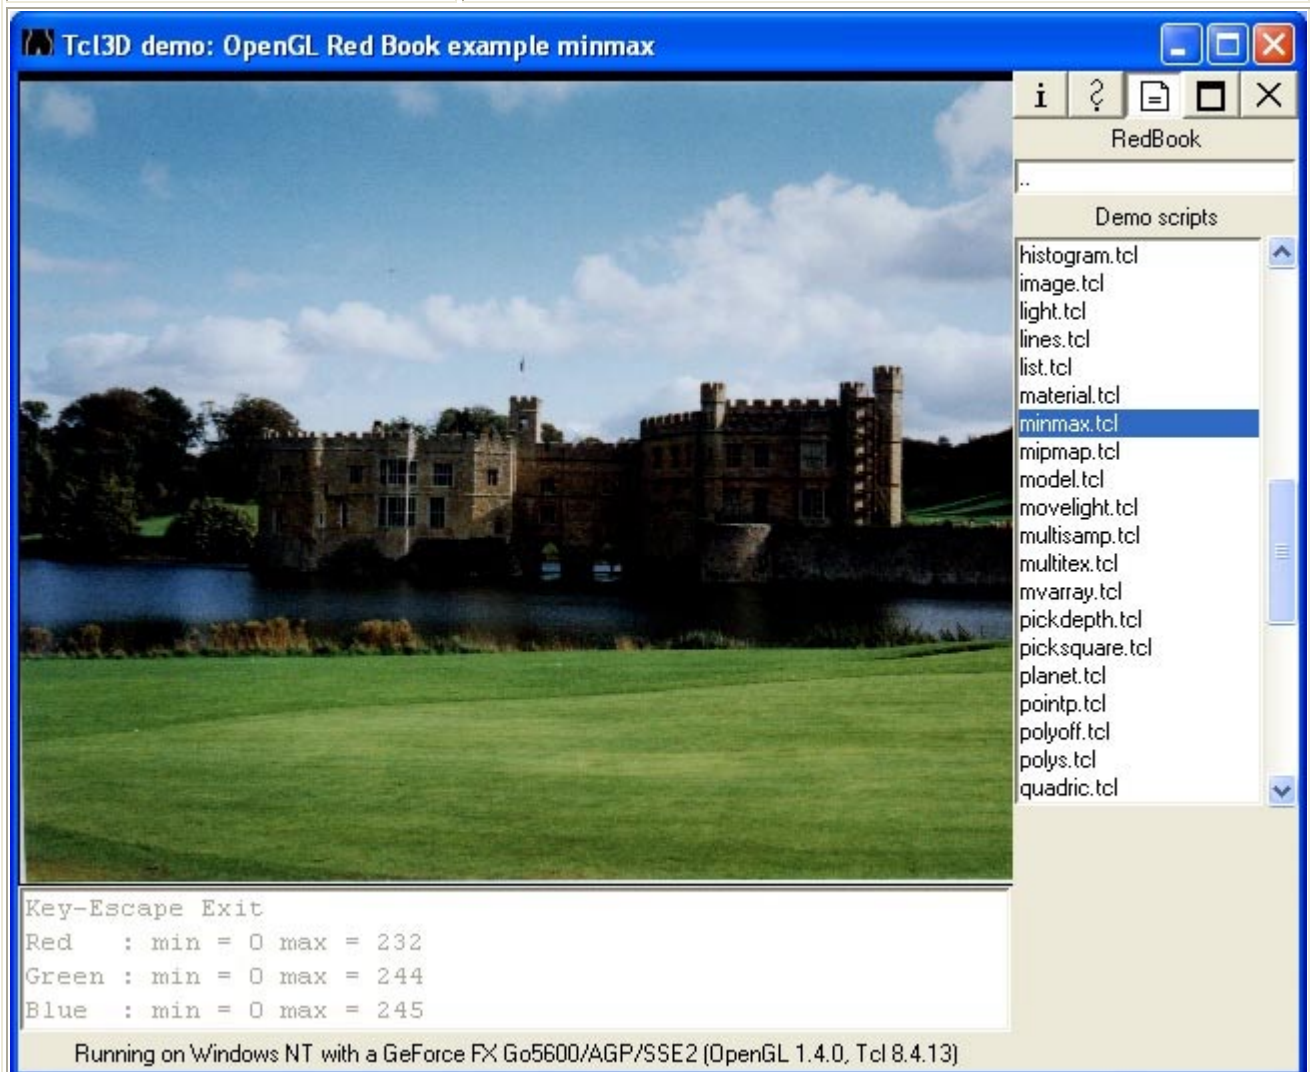 Tcl3D demo: OpenGL Red Book example minmax
i ?
RedBook
..
Demo scripts
histogram.tcl
image.tcl
light.tcl
lines.tcl
list.tcl
material.tcl
minmax.tcl
mipmap.tcl
model.tcl
movelight.tcl
multisamp.tcl
multitex.tcl
mvarray.tcl
pickdepth.tcl
picksquare.tcl
planet.tcl
pointp.tcl
polyoff.tcl
polys.tcl
quadric.tcl
Key-Escape Exit
Red   : min = 0 max = 232
Green : min = 0 max = 244
Blue  : min = 0 max = 245
Running on Windows NT with a GeForce FX Go5600/AGP/SSE2 (OpenGL 1.4.0, Tcl 8.4.13)